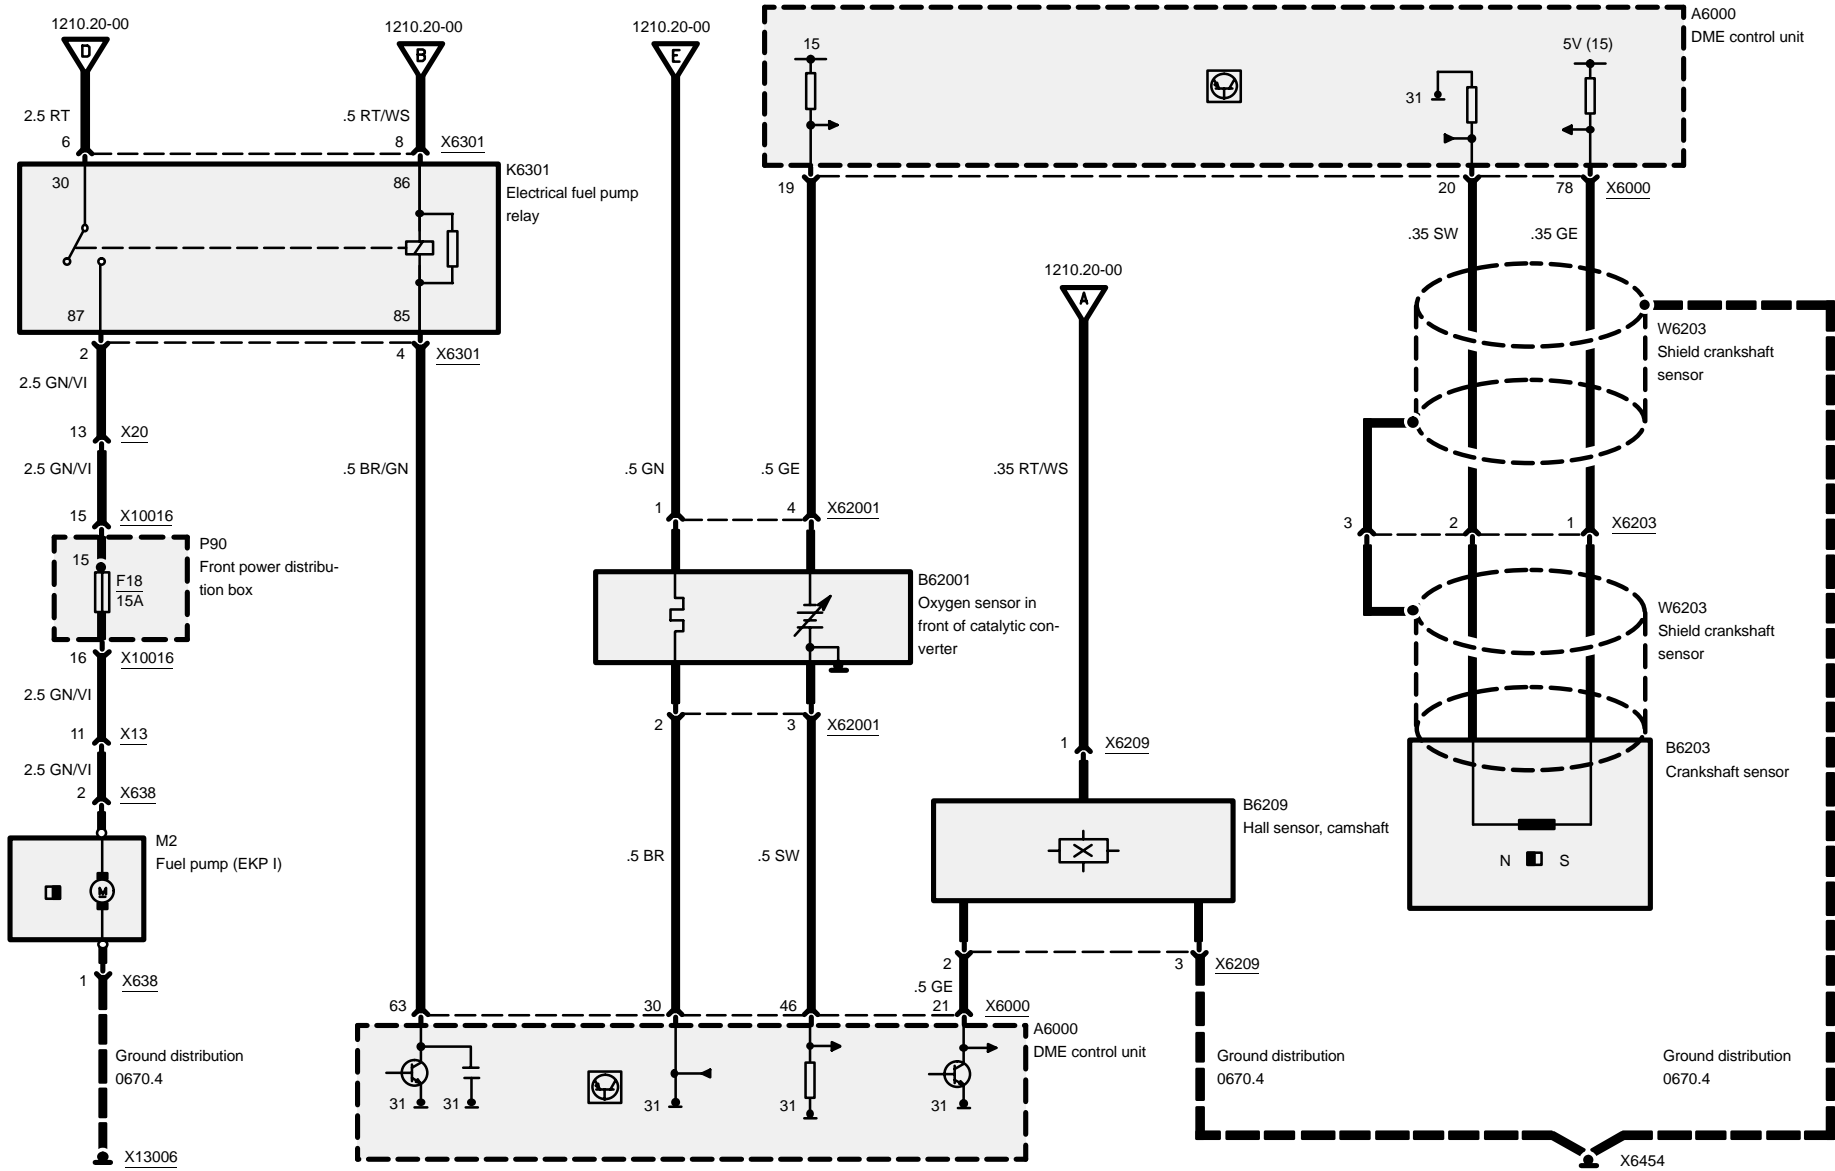 1210.20-00
1210.20-00
1210.20-00
D
B
E
A6000
DME control unit
15
5V (15)
31
2.5 RT
.5 RT/WS
6
8
X6301
K6301
Electrical fuel pump
relay
30
86
87
85
2
4
X6301
19
20
78
X6000
.35 SW
.35 GE
1210.20-00
A
W6203
Shield crankshaft
sensor
2.5 GN/VI
13
X20
2.5 GN/VI
.5 BR/GN
.5 GN
.5 GE
.35 RT/WS
15
X10016
1
4
X62001
3
2
1
X6203
P90
Front power distribu-
tion box
15
F18
15A
B62001
Oxygen sensor in
front of catalytic con-
verter
W6203
Shield crankshaft
sensor
16
X10016
2.5 GN/VI
2
3
X62001
11
X13
1
X6209
B6203
Crankshaft sensor
2.5 GN/VI
2
X638
B6209
Hall sensor, camshaft
M2
Fuel pump (EKP I)
M
.5 BR
.5 SW
N
S
1
X638
2
3
X6209
.5 GE
63
30
46
21
X6000
A6000
DME control unit
Ground distribution
0670.4
Ground distribution
0670.4
Ground distribution
0670.4
31
31
31
31
31
X13006
X6454